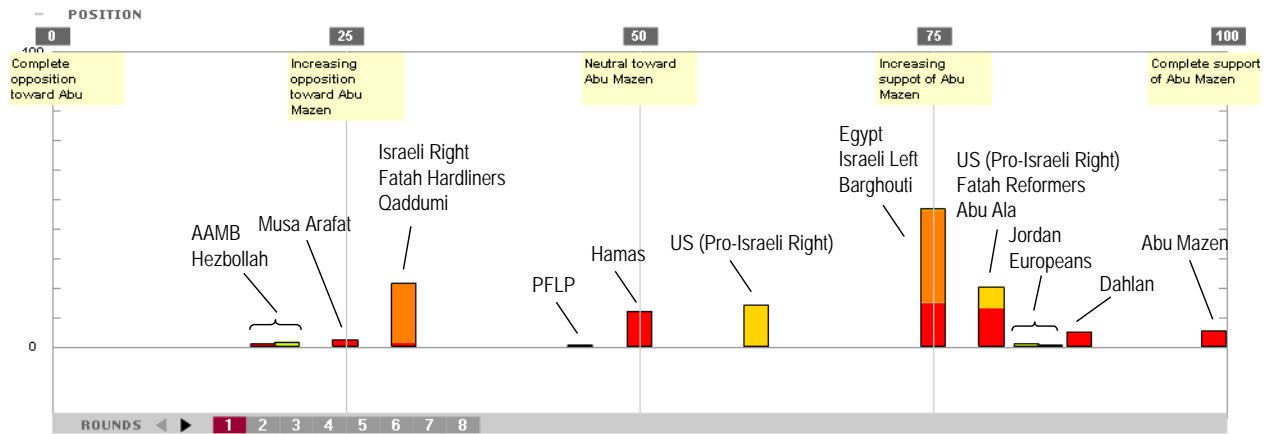 POSITION
0 25 50 75 100
100
Complete
opposition
toward Abu
Increasing
opposition
toward Abu
Mazen
Neutral toward
Abu Mazen
Increasing
suppot of Abu
Mazen
Complete support
of Abu Mazen
AAMB
Hezbollah
Musa Arafat
Israeli Right
Fatah Hardliners
Qaddumi
PFLP
Hamas
US (Pro-Israeli Right)
Egypt
Israeli Left
Barghouti
US (Pro-Israeli Right)
Fatah Reformers
Abu Ala
Jordan
Europeans
Dahlan
Abu Mazen
0
ROUNDS 1 2 3 4 5 6 7 8